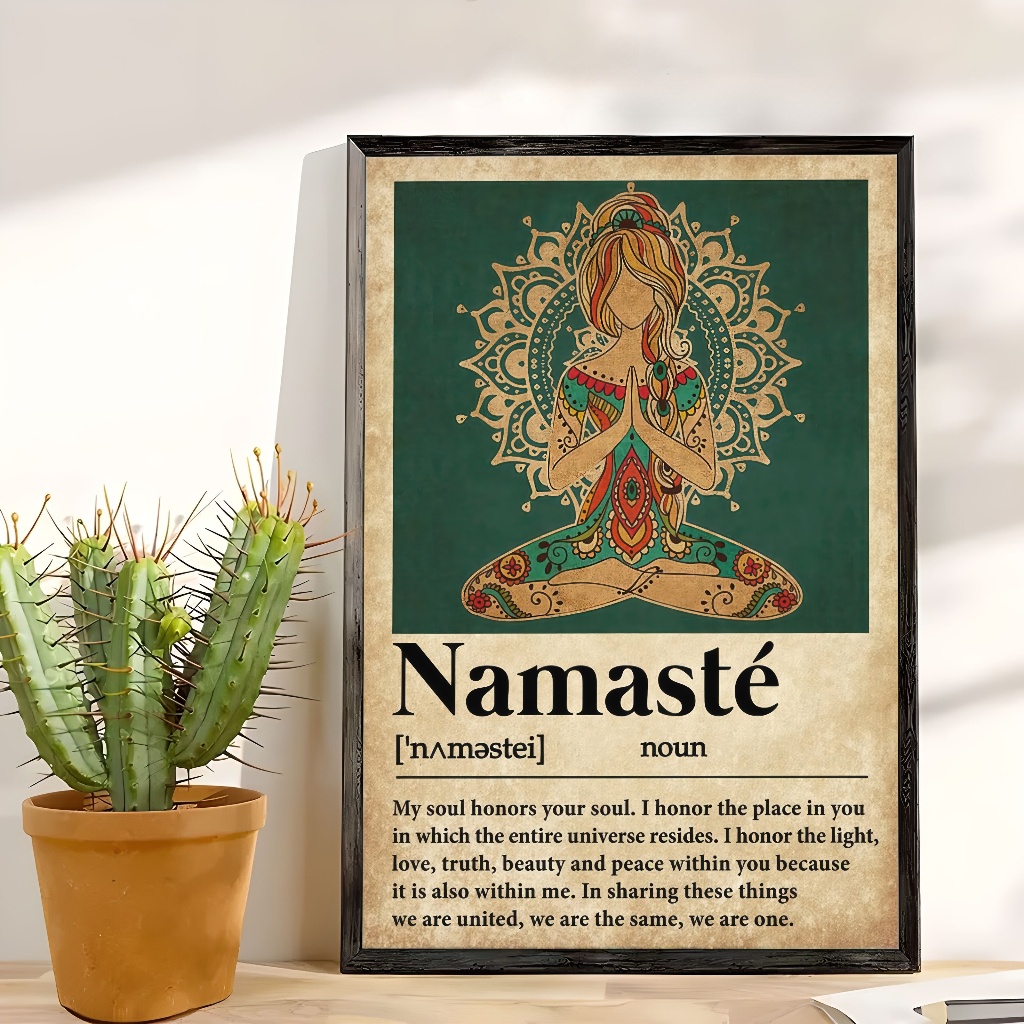 Namasté
['nʌməstei] noun
My soul honors your soul. I honor the place in you
in which the entire universe resides. I honor the light,
love, truth, beauty and peace within you because
it is also within me. In sharing these things
we are united, we are the same, we are one.